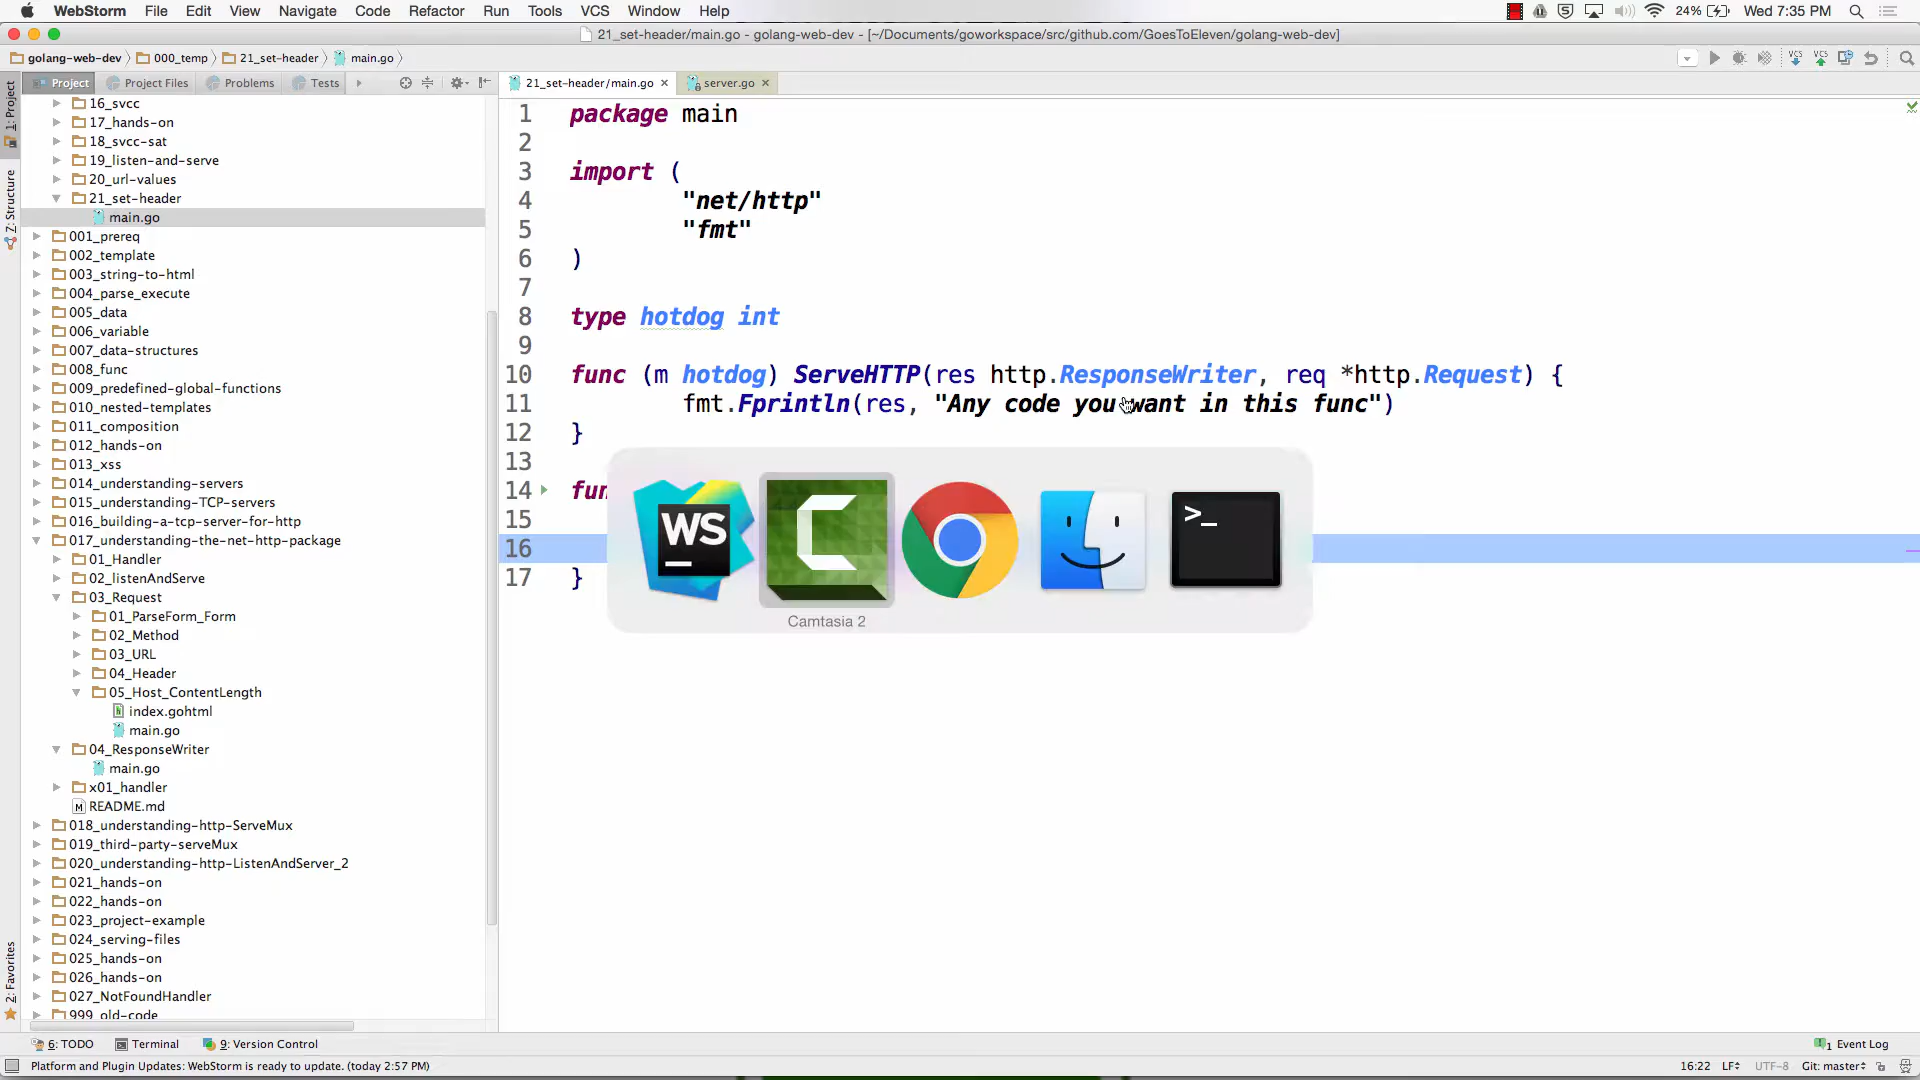 WebStorm File Edit View Navigate Code Refactor Run Tools VCS Window Help
24% Wed 7:35 PM
21_set-header/main.go - golang-web-dev - [~/Documents/goworkspace/src/github.com/GoesToEleven/golang-web-dev]
golang-web-dev 000_temp 21_set-header main.go
Project Project Files Problems Tests
21_set-header/main.go server.go
1: Project
Z: Structure
2: Favorites
16_svcc
17_hands-on
18_svcc-sat
19_listen-and-serve
20_url-values
21_set-header
main.go
001_prereq
002_template
003_string-to-html
004_parse_execute
005_data
006_variable
007_data-structures
008_func
009_predefined-global-functions
010_nested-templates
011_composition
012_hands-on
013_xss
014_understanding-servers
015_understanding-TCP-servers
016_building-a-tcp-server-for-http
017_understanding-the-net-http-package
01_Handler
02_listenAndServe
03_Request
01_ParseForm_Form
02_Method
03_URL
04_Header
05_Host_ContentLength
index.gohtml
main.go
04_ResponseWriter
main.go
x01_handler
README.md
018_understanding-http-ServeMux
019_third-party-serveMux
020_understanding-http-ListenAndServer_2
021_hands-on
022_hands-on
023_project-example
024_serving-files
025_hands-on
026_hands-on
027_NotFoundHandler
999_old-code
1 package main
2
3 import (
4 "net/http"
5 "fmt"
6 )
7
8 type hotdog int
9
10 func (m hotdog) ServeHTTP(res http.ResponseWriter, req *http.Request) {
11 fmt.Fprintln(res, "Any code you want in this func")
12 }
13
14 fun
15
16
17 }
WS
>_
Camtasia 2
6: TODO Terminal 9: Version Control
1 Event Log
Platform and Plugin Updates: WebStorm is ready to update. (today 2:57 PM)
16:22 LF UTF-8 Git: master